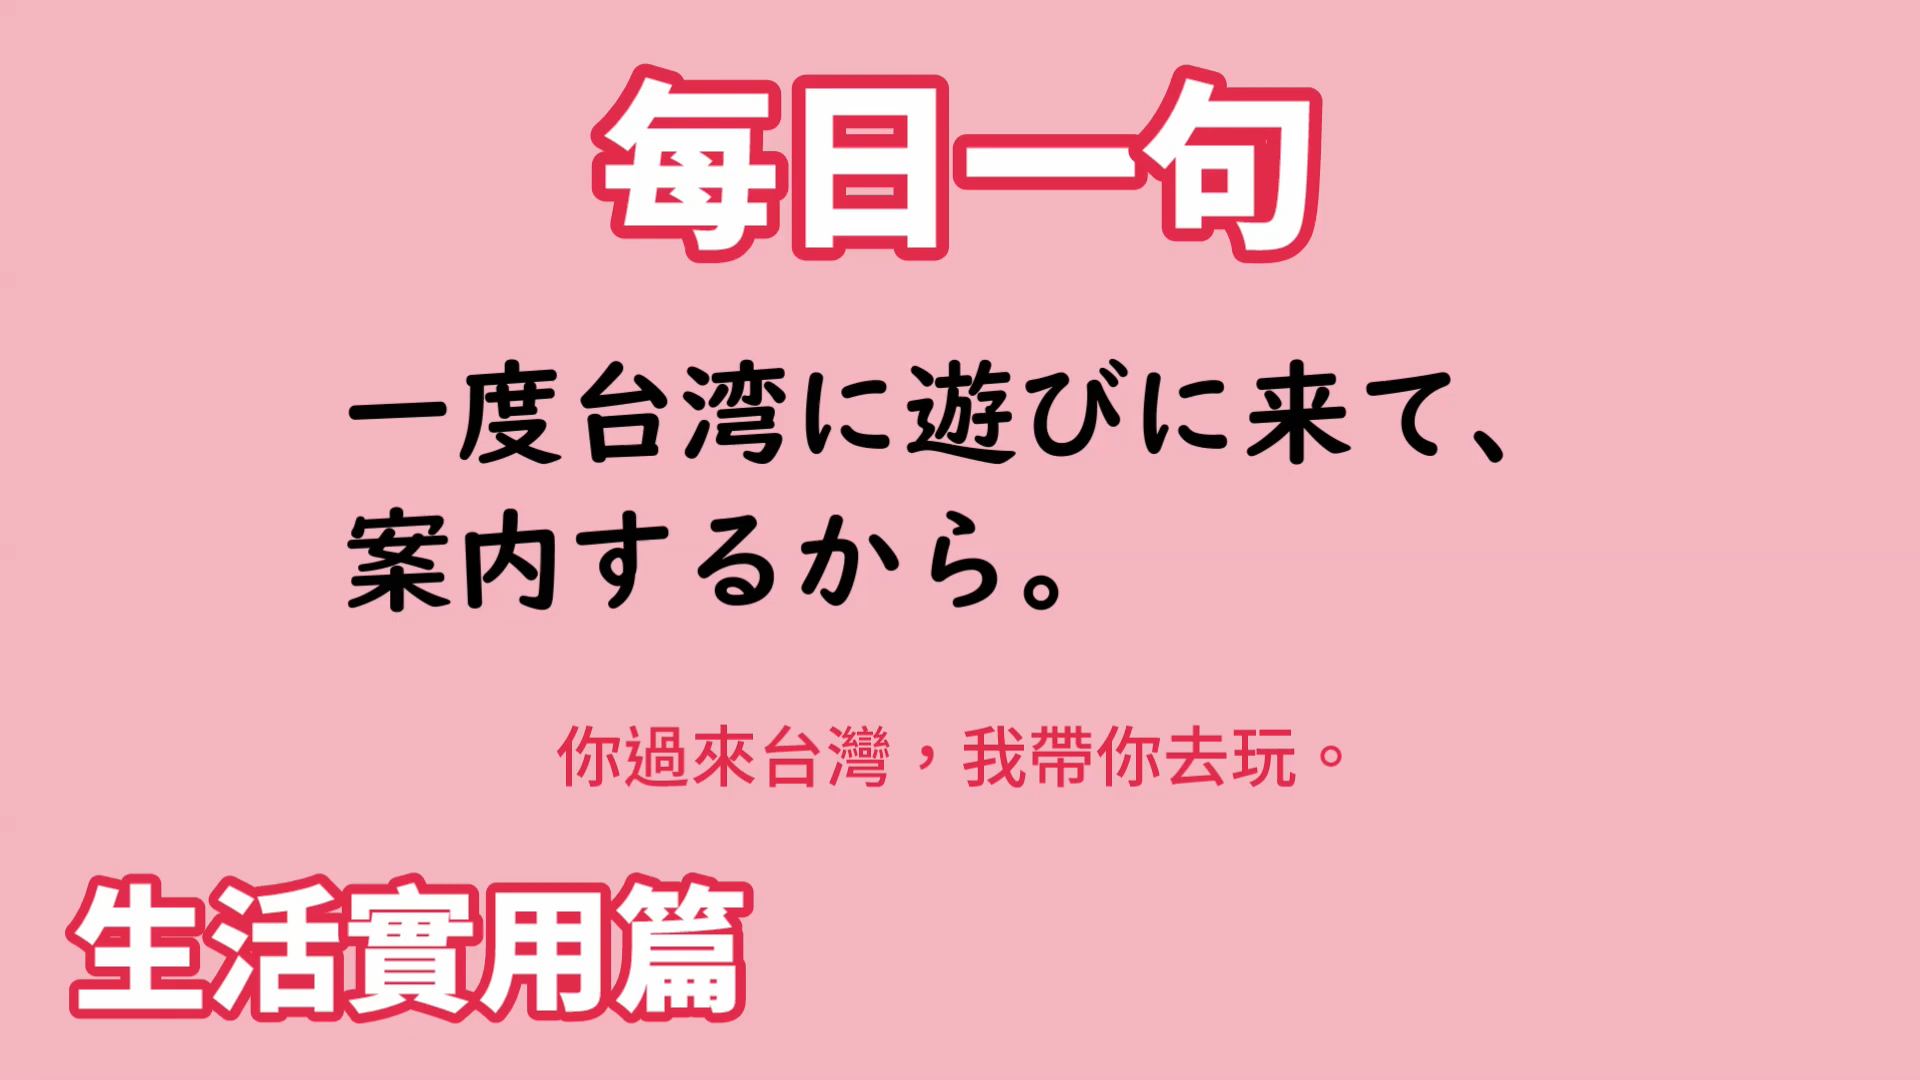 每日一句
一度台湾に遊びに来て、
案内するから。
你過來台灣，我帶你去玩。
生活實用篇